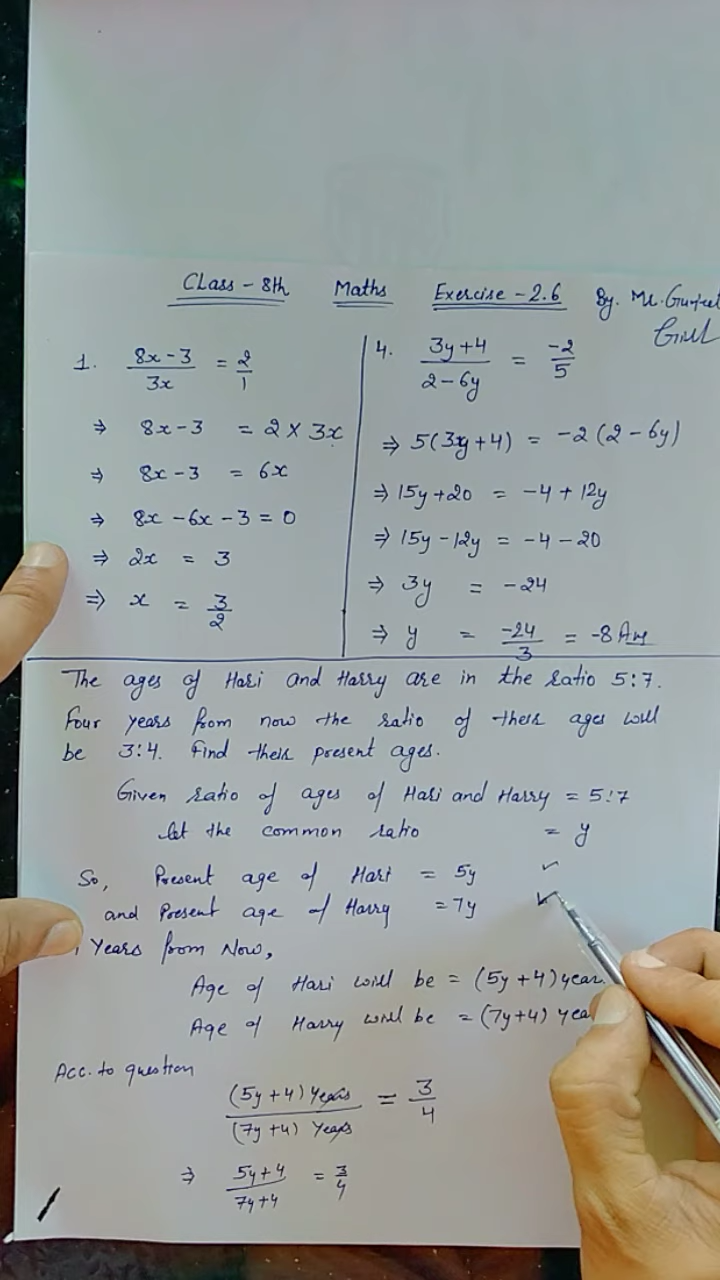 Class - 8th Maths Exercise - 2.6 By. Mr. Gurjeet
Gill
1. 8x - 3 / 3x = 2 / 1
⇒ 8x - 3 = 2 × 3x
⇒ 8x - 3 = 6x
⇒ 8x - 6x - 3 = 0
⇒ 2x = 3
⇒ x = 3 / 2
4. 3y + 4 / 2 - 6y = -2 / 5
⇒ 5(3y + 4) = -2(2 - 6y)
⇒ 15y + 20 = -4 + 12y
⇒ 15y - 12y = -4 - 20
⇒ 3y = -24
⇒ y = -24 / 3 = -8 Ans
The ages of Hari and Harry are in the ratio 5:7.
Four years from now the ratio of their ages will
be 3:4. Find their present ages.
Given ratio of ages of Hari and Harry = 5:7
let the common ratio = y
So, Present age of Hari = 5y
and Present age of Harry = 7y
Years from Now,
Age of Hari will be = (5y + 4) year
Age of Harry will be = (7y + 4) yea
Acc. to question
(5y + 4) Years / (7y + 4) Years = 3 / 4
⇒ 5y + 4 / 7y + 4 = 3 / 4